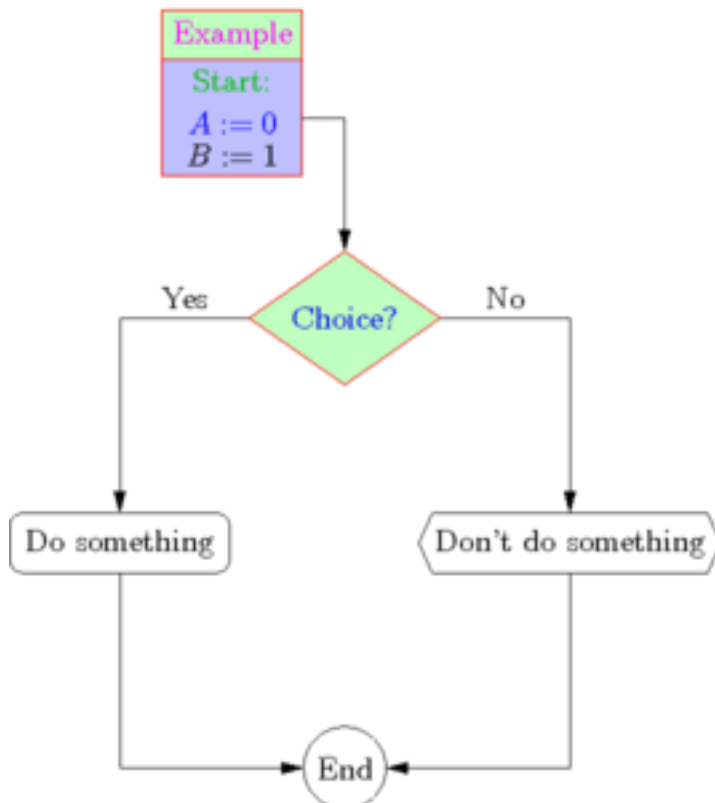 Example
Start:
A := 0
B := 1
Choice?
Yes
No
Do something
Don't do something
End